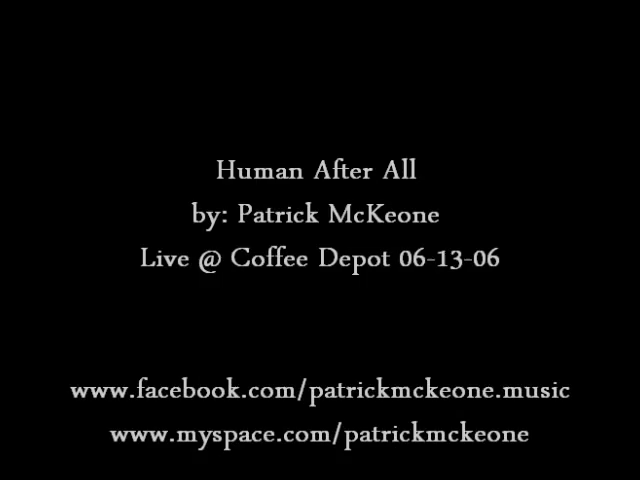 Human After All
by: Patrick McKeone
Live @ Coffee Depot 06-13-06
www.facebook.com/patrickmckeone.music
www.myspace.com/patrickmckeone